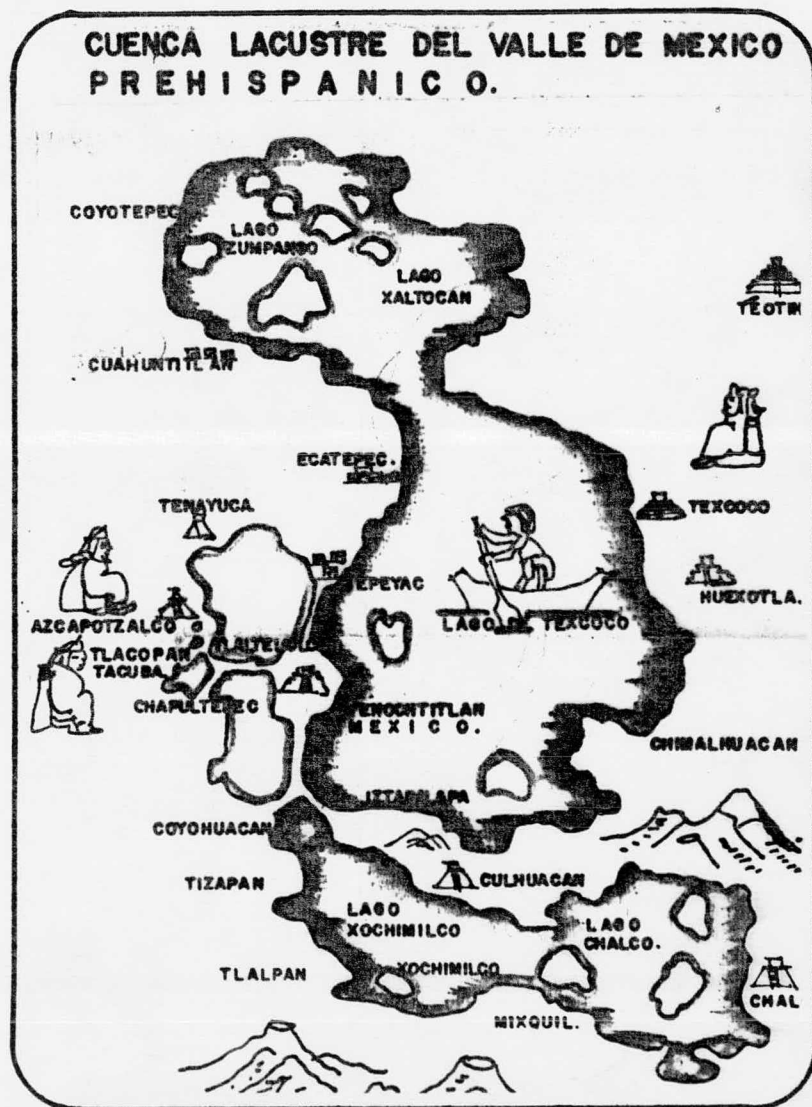 CUENCA LACUSTRE DEL VALLE DE MEXICO
PREHISPANICO.
COYOTEPEC
LAGO
ZUMPANGO
LAGO
XALTOCAN
TEOTIH
CUAHUNTITLAN
ECATEPEC.
TENAYUCA
TEXCOCO
TEPEYAC
HUEXOTLA.
AZCAPOTZALCO
LAGO DE TEXCOCO
TLALTELO
TLACOPAN
TACUBA.
CHAPULTEPEC
TENOCHTITLAN
MEXICO.
CHIMALHUACAN
IZTAPALAPA
COYOHUACAN
TIZAPAN
CULHUACAN
LAGO
XOCHIMILCO
LAGO
CHALCO.
TLALPAN
XOCHIMILCO
CHAL
MIXQUIL.